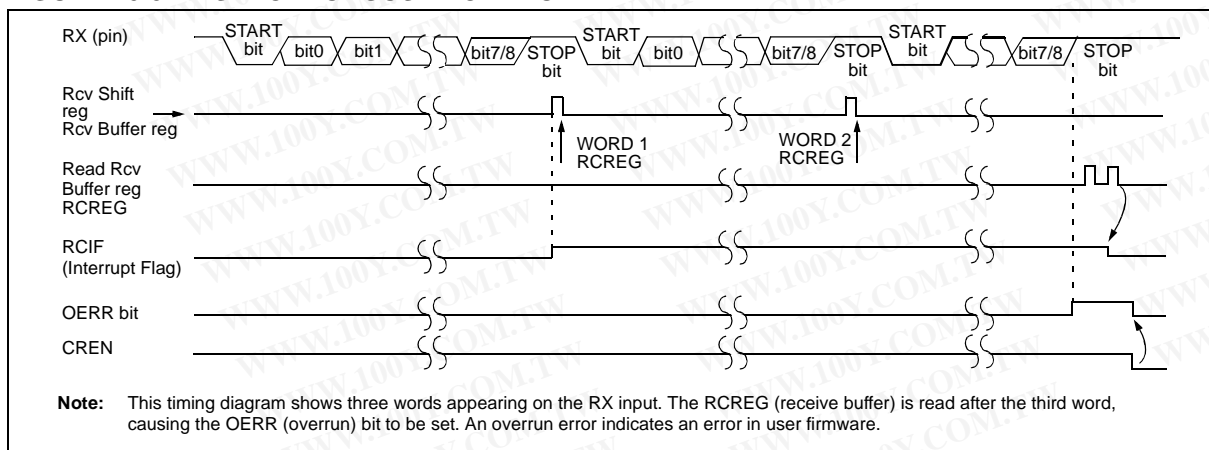 RX (pin)
START
bit
bit0
bit1
bit7/8
STOP
bit
START
bit
bit0
bit7/8
STOP
bit
START
bit
bit7/8
STOP
bit
Rcv Shift
reg
Rcv Buffer reg
WORD 1
RCREG
WORD 2
RCREG
Read Rcv
Buffer reg
RCREG
RCIF
(Interrupt Flag)
OERR bit
CREN
Note: This timing diagram shows three words appearing on the RX input. The RCREG (receive buffer) is read after the third word,
causing the OERR (overrun) bit to be set. An overrun error indicates an error in user firmware.
WWW.100Y.COM.TW